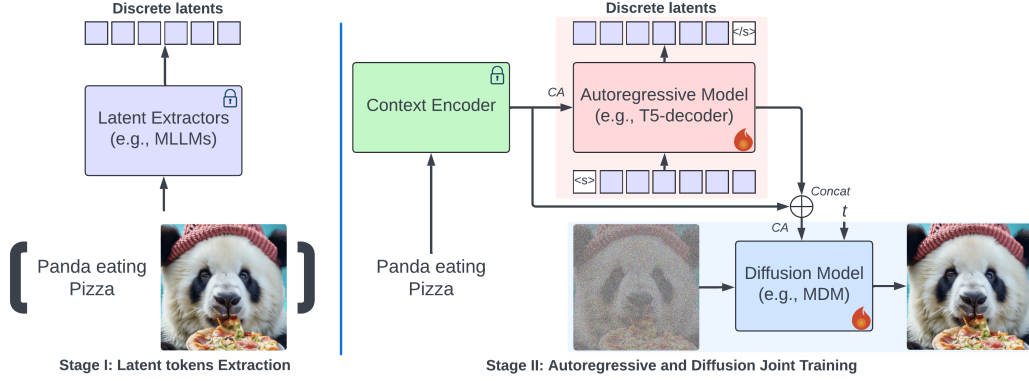 Discrete latents
Latent Extractors
(e.g., MLLMs)
Panda eating
Pizza
Stage I: Latent tokens Extraction
Discrete latents
</s>
Context Encoder
CA
Autoregressive Model
(e.g., T5-decoder)
<s>
Concat
t
CA
Panda eating
Pizza
Diffusion Model
(e.g., MDM)
Stage II: Autoregressive and Diffusion Joint Training